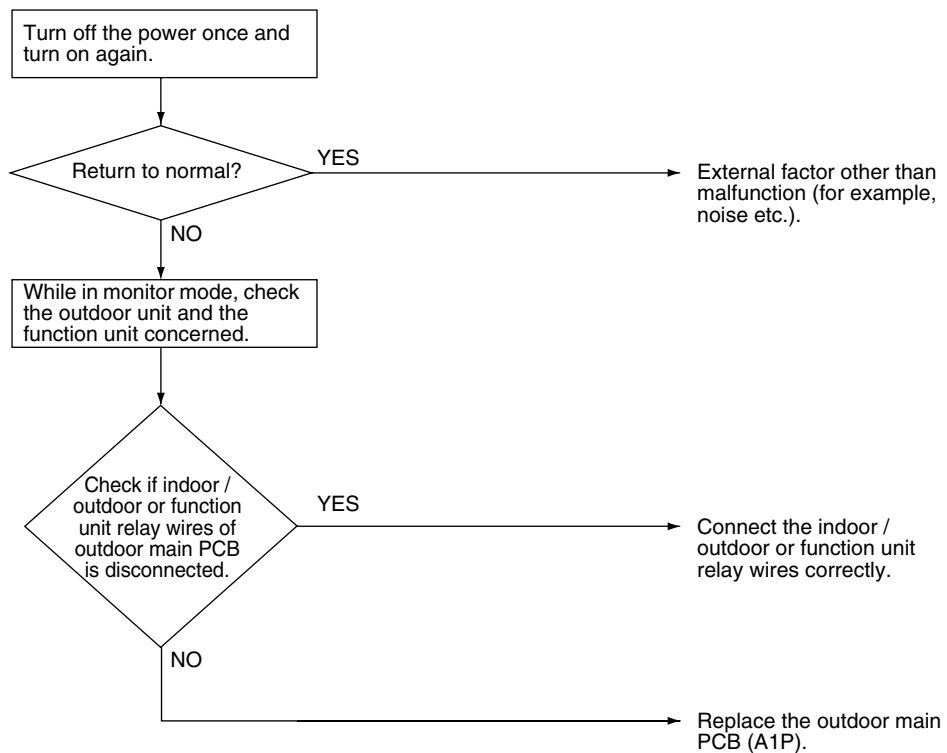 Turn off the power once and
turn on again.
Return to normal?
YES
External factor other than
malfunction (for example,
noise etc.).
NO
While in monitor mode, check
the outdoor unit and the
function unit concerned.
Check if indoor /
outdoor or function
unit relay wires of
outdoor main PCB
is disconnected.
YES
Connect the indoor /
outdoor or function unit
relay wires correctly.
NO
Replace the outdoor main
PCB (A1P).